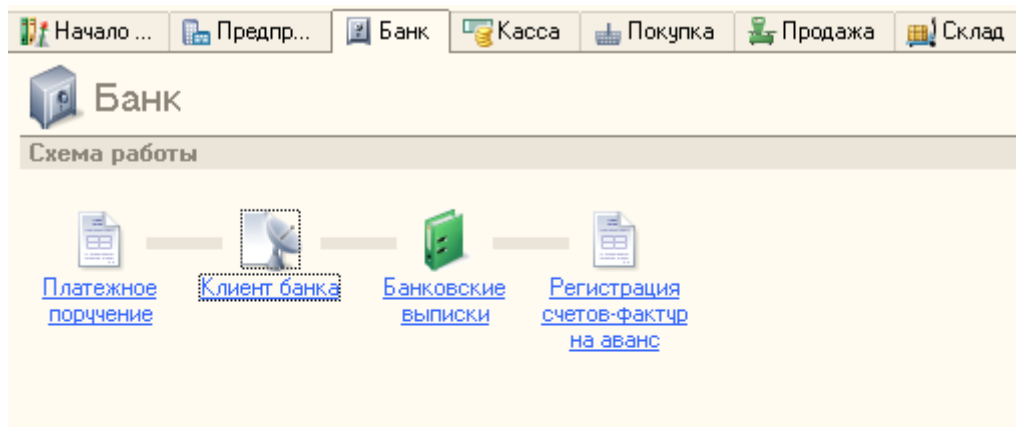 Начало ... Предпр... Банк Касса Покупка Продажа Склад
Банк
Схема работы
Платежное поручение
Клиент банка
Банковские выписки
Регистрация счетов-фактур на аванс